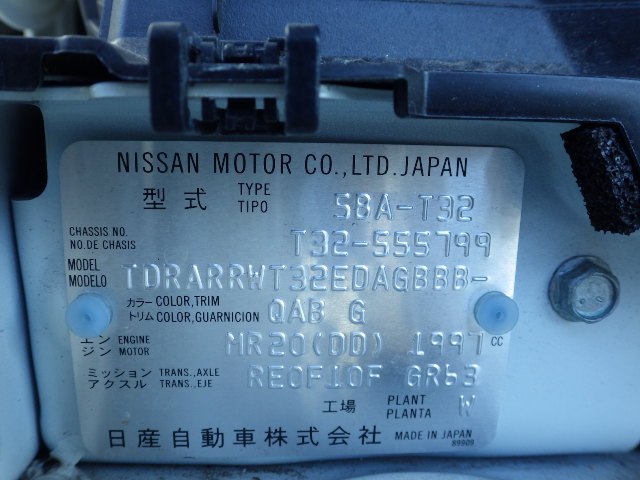 NISSAN MOTOR CO.,LTD.JAPAN
型式 TYPE TIPO 5BA-T32
CHASSIS NO. NO.DE CHASIS T32-555799
MODEL MODELO TDRARRWT32EDAGBBB-
カラー COLOR,TRIM トリム COLOR,GUARNICION QAB G
エンジン ENGINE MOTOR MR20(DD) 1997 cc
ミッション TRANS.,AXLE アクスル TRANS.,EJE RE0F10F GR63
工場 PLANT PLANTA W
日産自動車株式会社 MADE IN JAPAN
89909